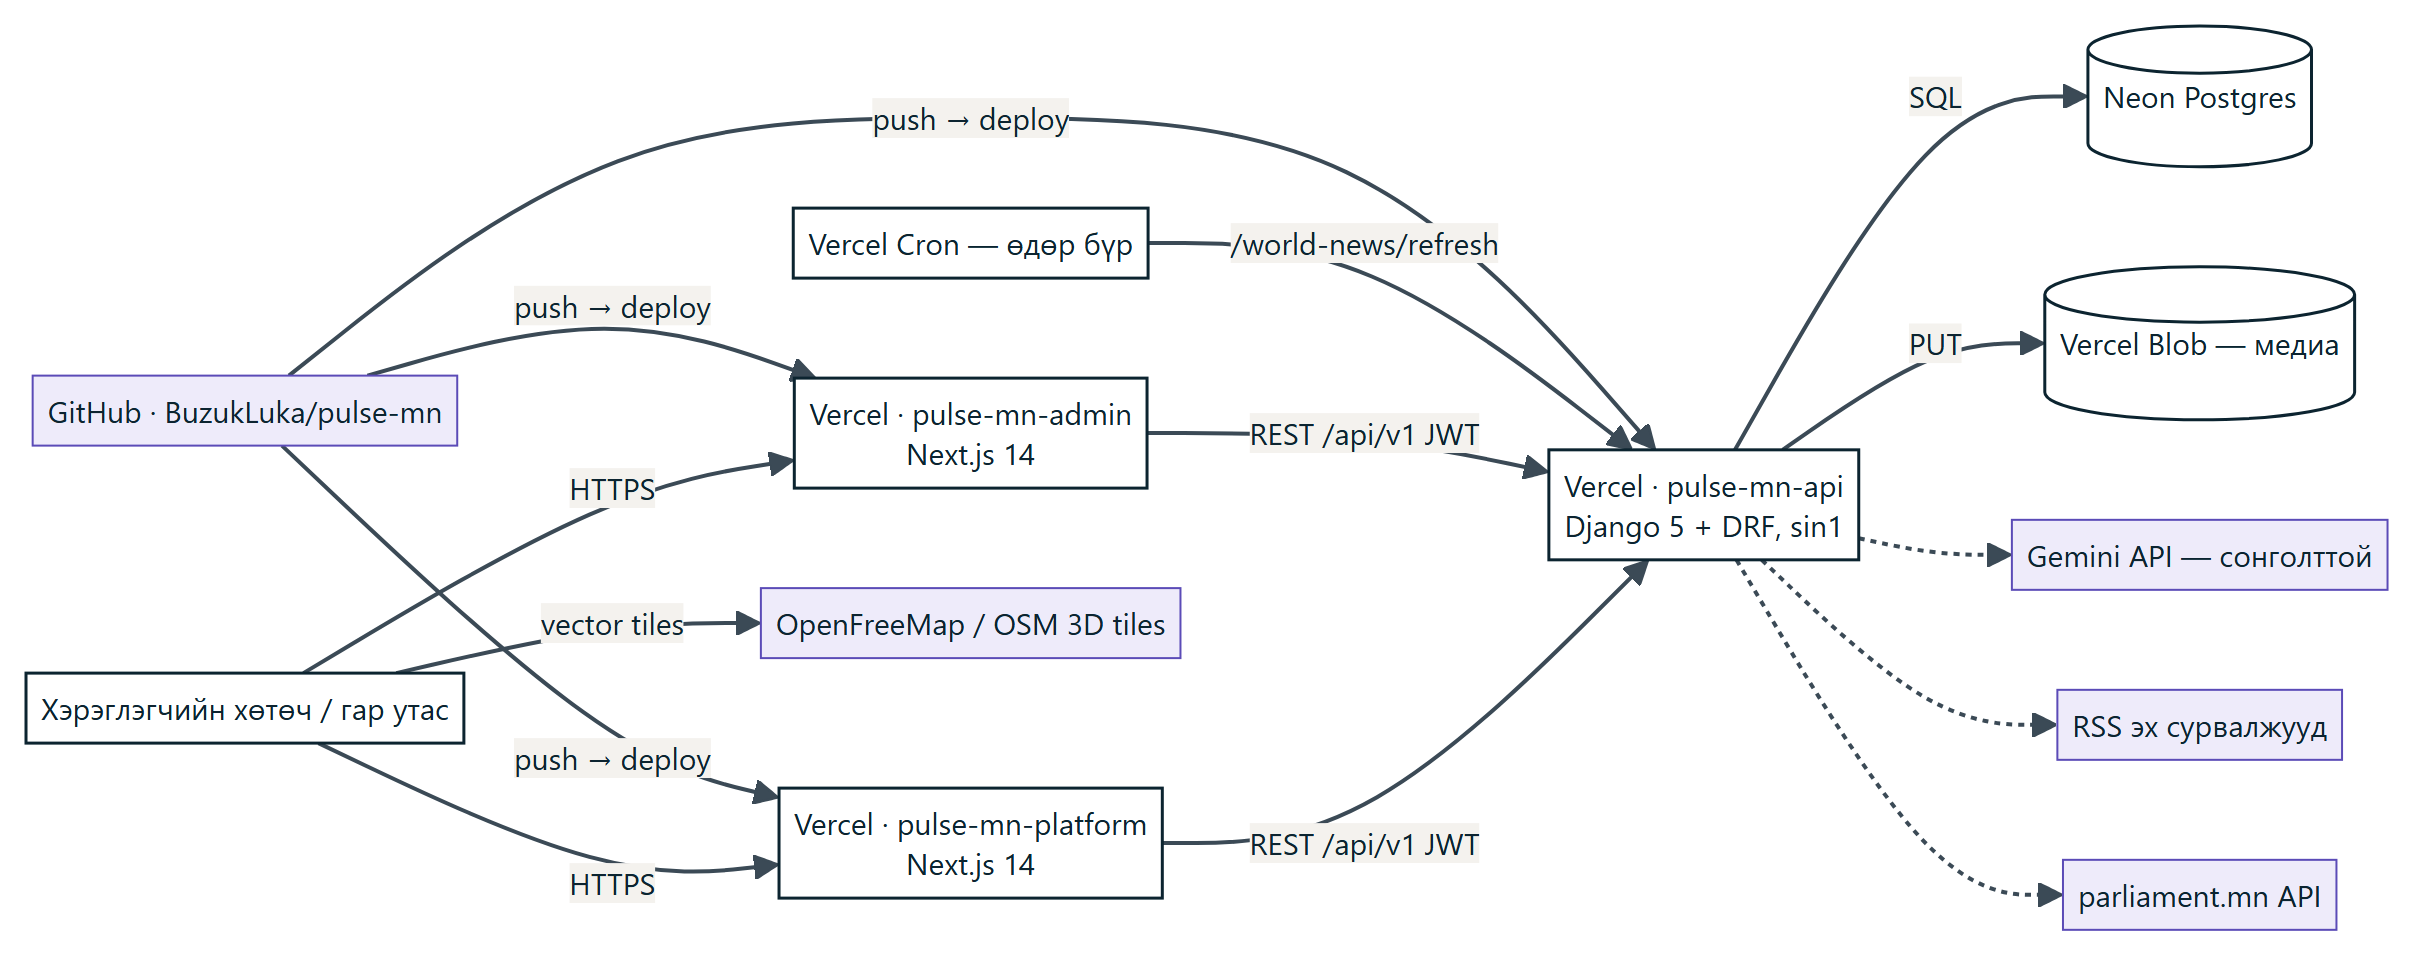 Neon Postgres
SQL
push → deploy
Vercel Cron — өдөр бүр
/world-news/refresh
push → deploy
Vercel Blob — медиа
PUT
GitHub · BuzukLuka/pulse-mn
Vercel · pulse-mn-admin
Next.js 14
REST /api/v1 JWT
HTTPS
Vercel · pulse-mn-api
Django 5 + DRF, sin1
Gemini API — сонголттой
vector tiles
OpenFreeMap / OSM 3D tiles
Хэрэглэгчийн хөтөч / гар утас
RSS эх сурвалжууд
push → deploy
Vercel · pulse-mn-platform
Next.js 14
REST /api/v1 JWT
HTTPS
parliament.mn API